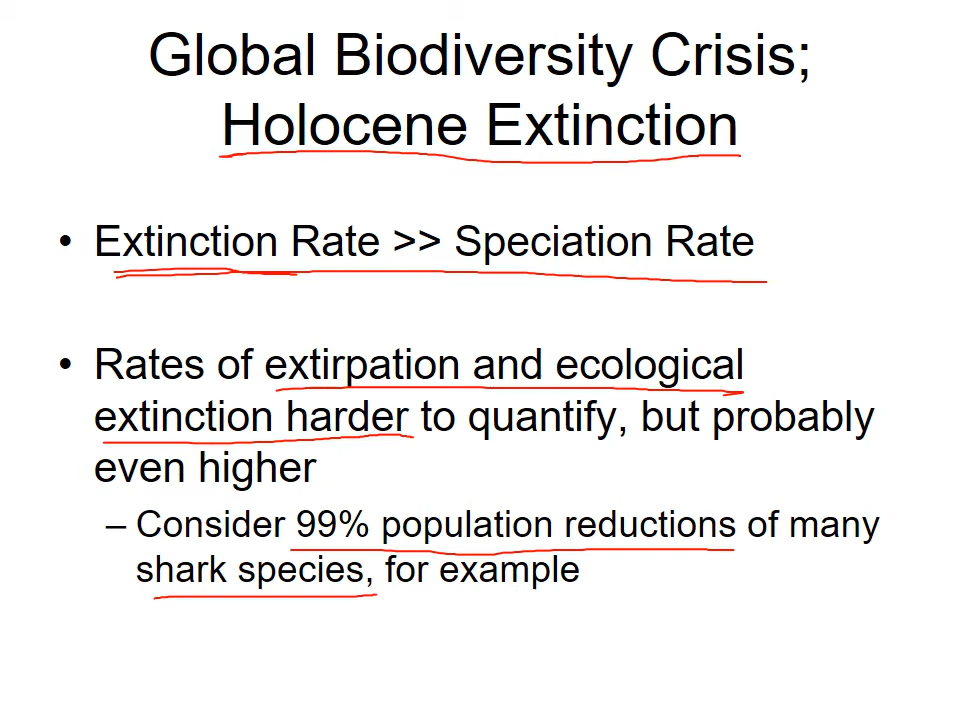 Global Biodiversity Crisis;
Holocene Extinction
• Extinction Rate >> Speciation Rate
• Rates of extirpation and ecological
extinction harder to quantify, but probably
even higher
– Consider 99% population reductions of many
shark species, for example